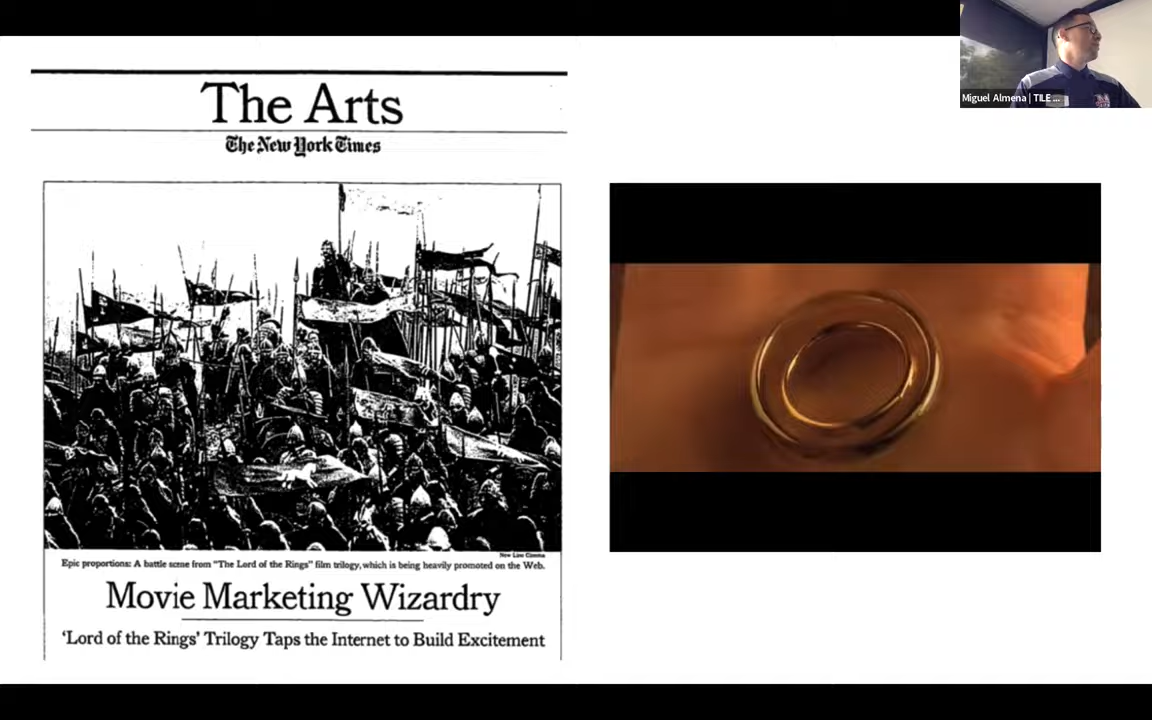 The Arts
The New York Times
New Line Cinema
Epic proportions: A battle scene from "The Lord of the Rings" film trilogy, which is being heavily promoted on the Web.
Movie Marketing Wizardry
'Lord of the Rings' Trilogy Taps the Internet to Build Excitement
Miguel Almena | TILE ...